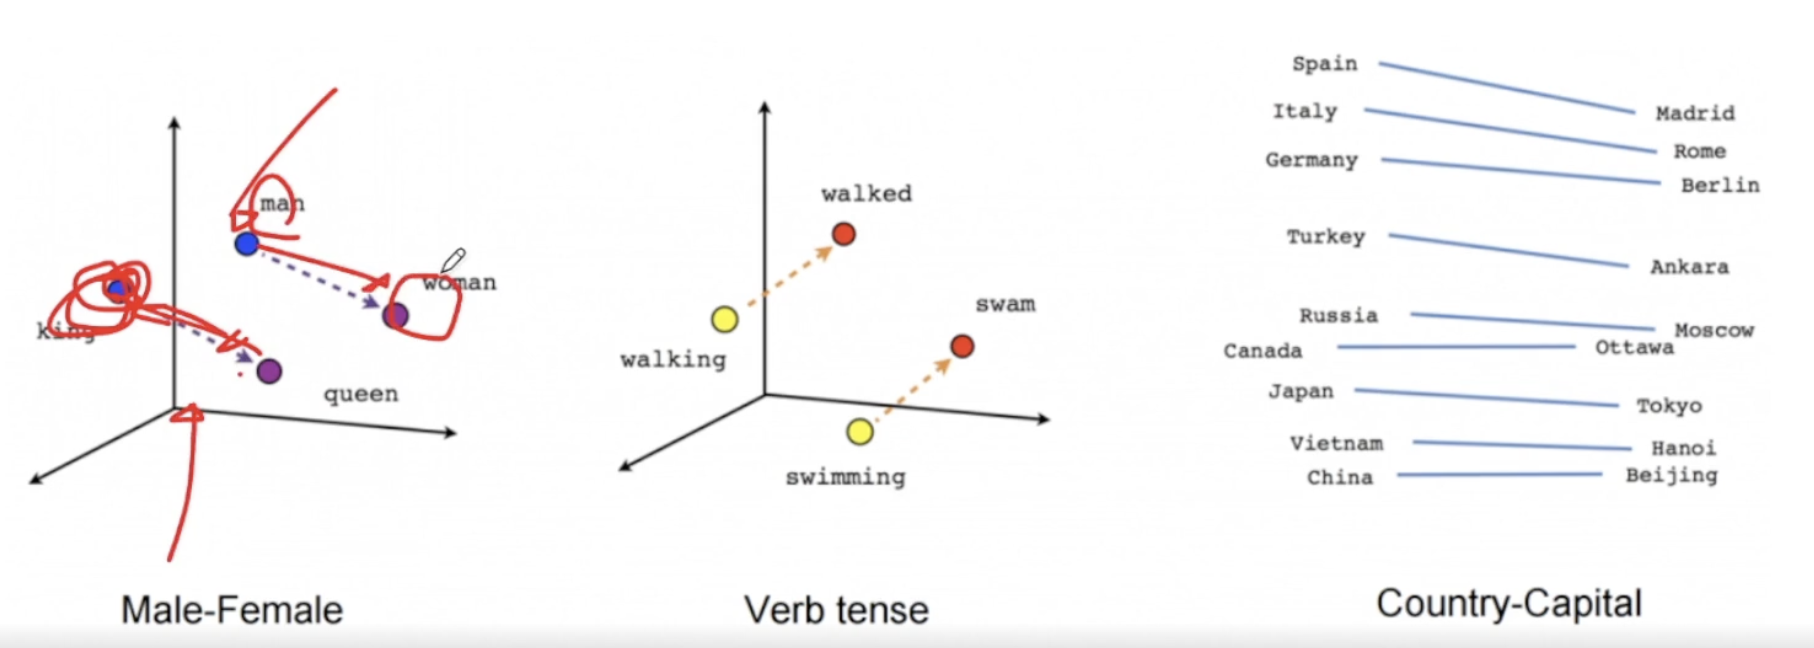 man
woman
king
queen
Male-Female
walked
walking
swam
swimming
Verb tense
Spain Madrid
Italy Rome
Germany Berlin
Turkey Ankara
Russia Moscow
Canada Ottawa
Japan Tokyo
Vietnam Hanoi
China Beijing
Country-Capital